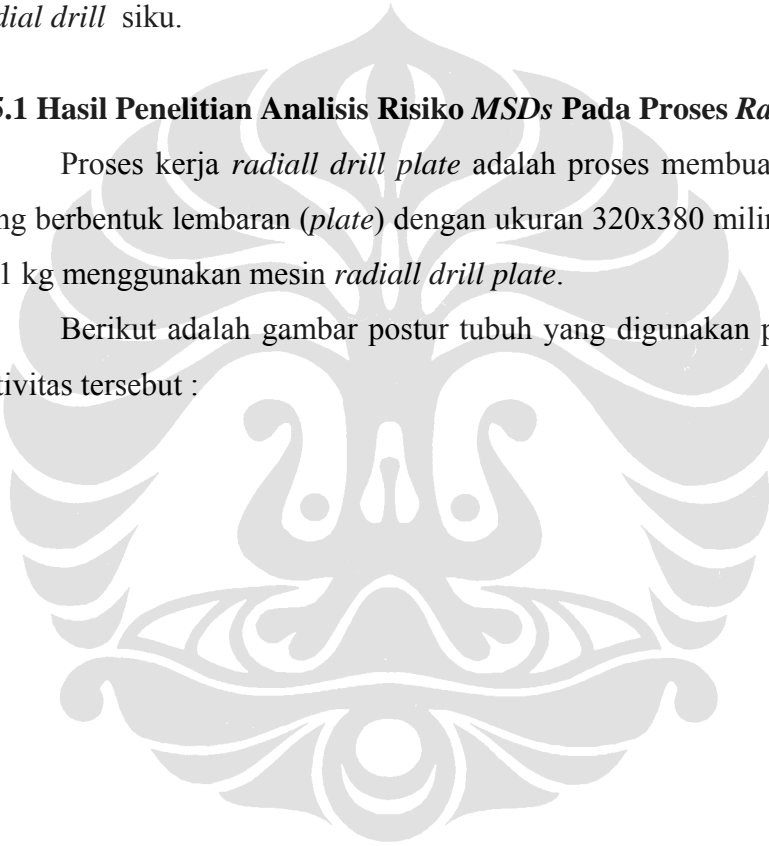 dial drill siku.
5.1 Hasil Penelitian Analisis Risiko MSDs Pada Proses Ra
Proses kerja radiall drill plate adalah proses membua
ng berbentuk lembaran (plate) dengan ukuran 320x380 milin
1 kg menggunakan mesin radiall drill plate.
Berikut adalah gambar postur tubuh yang digunakan p
tivitas tersebut :